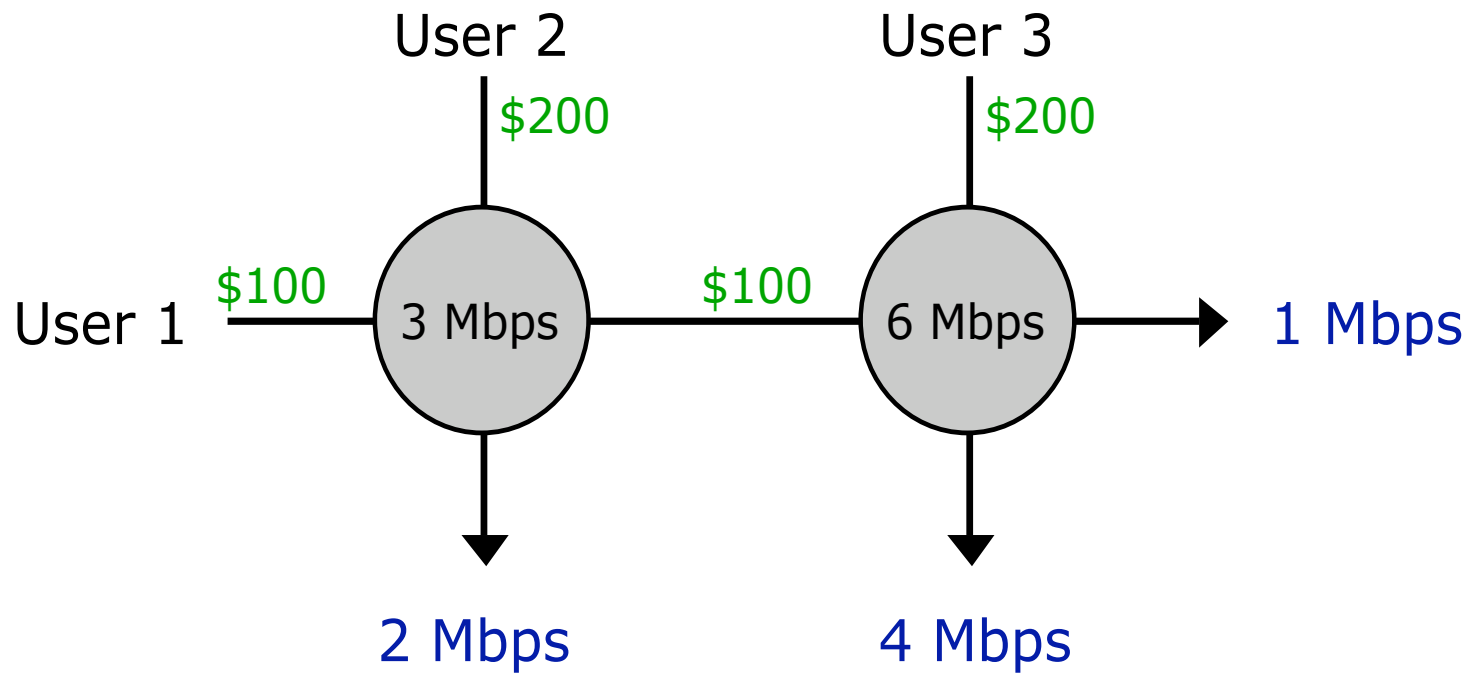 User 2
User 3
$200
$200
User 1
$100
3 Mbps
$100
6 Mbps
1 Mbps
2 Mbps
4 Mbps